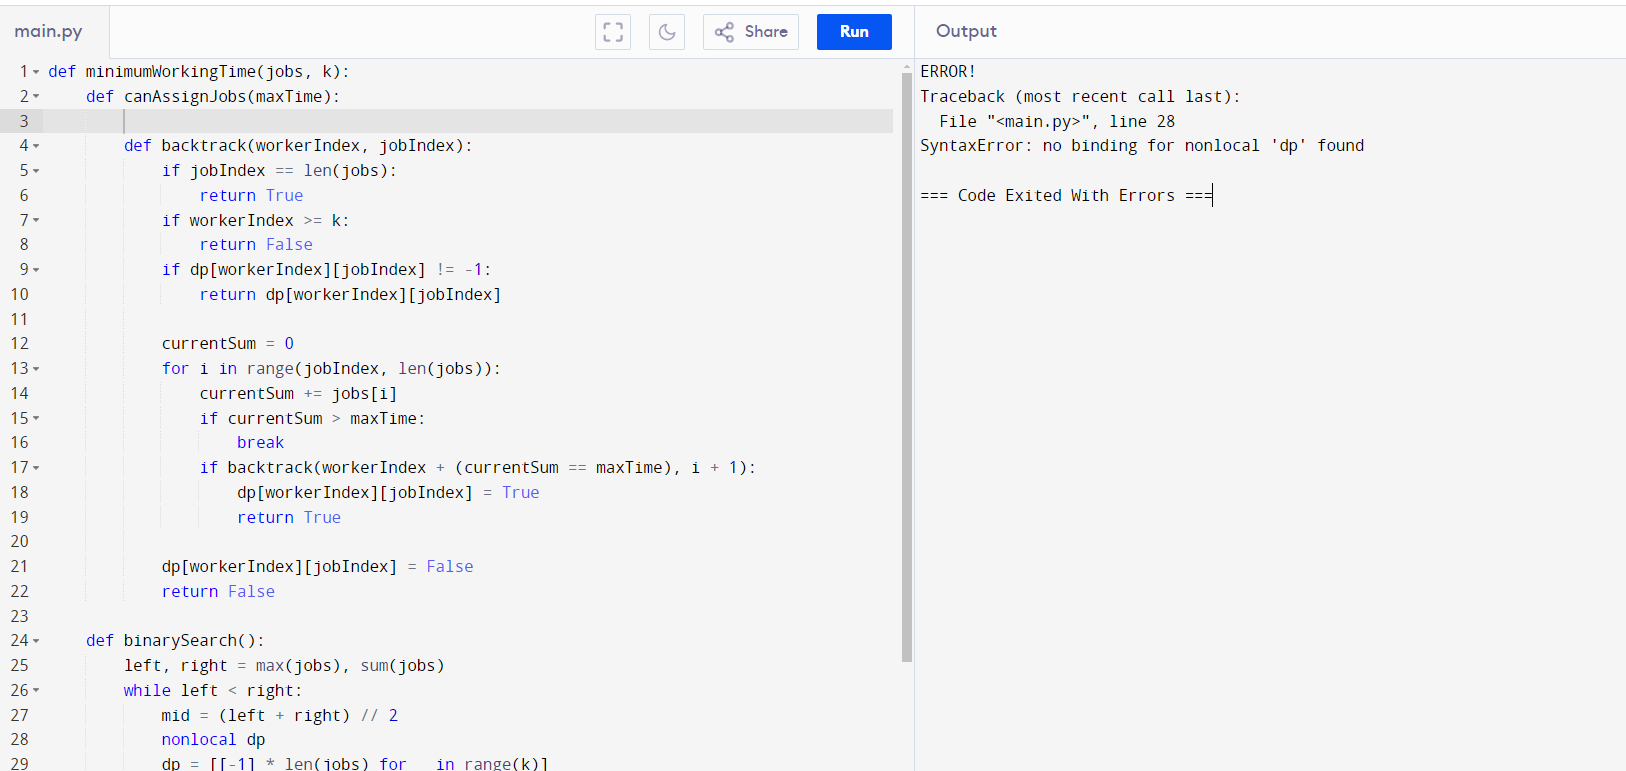 main.py
Share
Run
Output
1 def minimumWorkingTime(jobs, k):
2     def canAssignJobs(maxTime):
3
4         def backtrack(workerIndex, jobIndex):
5             if jobIndex == len(jobs):
6                 return True
7             if workerIndex >= k:
8                 return False
9             if dp[workerIndex][jobIndex] != -1:
10                 return dp[workerIndex][jobIndex]
11
12             currentSum = 0
13             for i in range(jobIndex, len(jobs)):
14                 currentSum += jobs[i]
15                 if currentSum > maxTime:
16                     break
17                 if backtrack(workerIndex + (currentSum == maxTime), i + 1):
18                     dp[workerIndex][jobIndex] = True
19                     return True
20
21             dp[workerIndex][jobIndex] = False
22             return False
23
24     def binarySearch():
25         left, right = max(jobs), sum(jobs)
26         while left < right:
27             mid = (left + right) // 2
28             nonlocal dp
29             dp = [[-1] * len(jobs) for _ in range(k)]
ERROR!
Traceback (most recent call last):
  File "<main.py>", line 28
SyntaxError: no binding for nonlocal 'dp' found
=== Code Exited With Errors ===